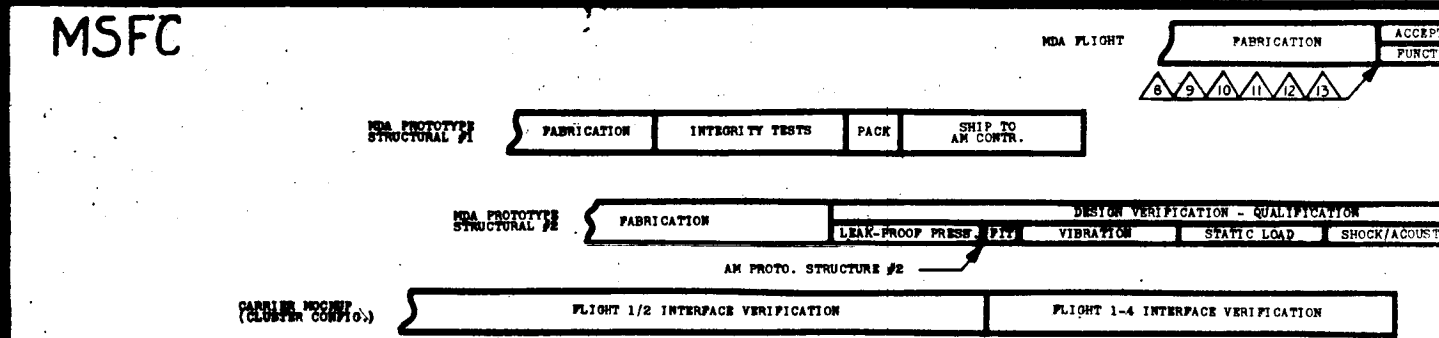 MSFC
MDA FLIGHT
FABRICATION
ACCEPT
FUNCT
8 9 10 11 12 13
MDA PROTOTYPE
STRUCTURAL #1
FABRICATION
INTEGRITY TESTS
PACK
SHIP TO
AM CONTR.
MDA PROTOTYPE
STRUCTURAL #2
FABRICATION
DESIGN VERIFICATION - QUALIFICATION
LEAK-PROOF PRESS.
FIT
VIBRATION
STATIC LOAD
SHOCK/ACOUST
AM PROTO. STRUCTURE #2
CARRIER MOCKUP
(CLUSTER CONFIG.)
FLIGHT 1/2 INTERFACE VERIFICATION
FLIGHT 1-4 INTERFACE VERIFICATION